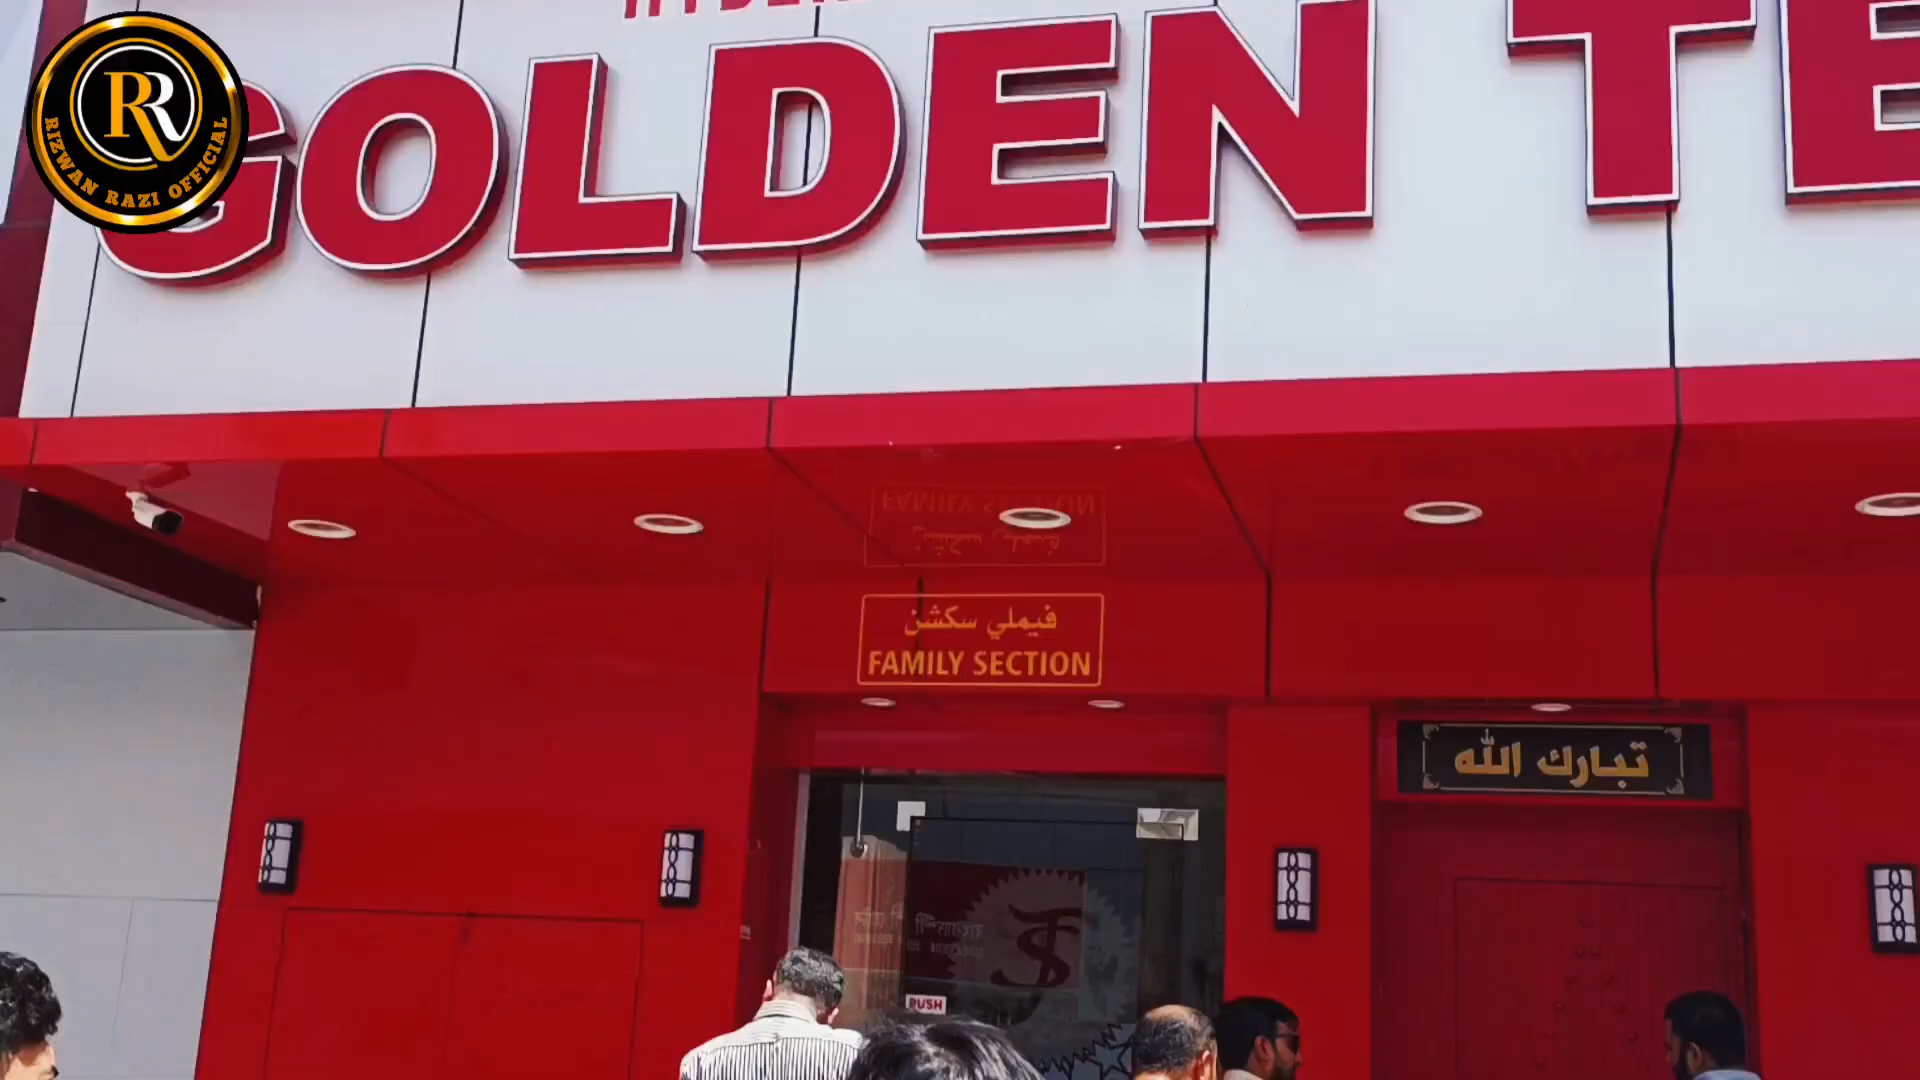 GOLDEN TE
RR
RIZWAN RAZI OFFICIAL
فيملي سكشن
FAMILY SECTION
تبارك الله
PUSH